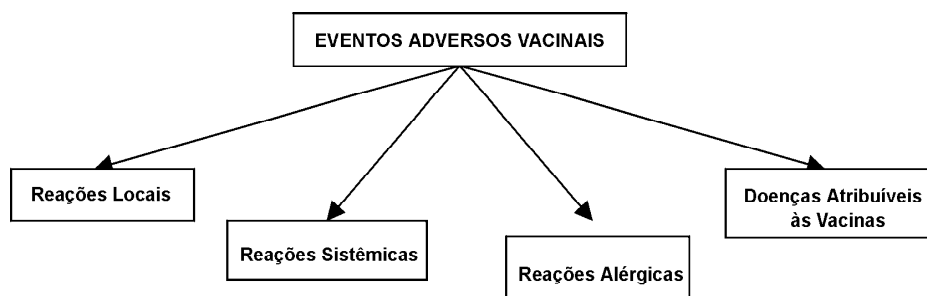 EVENTOS ADVERSOS VACINAIS
Reações Locais
Reações Sistêmicas
Reações Alérgicas
Doenças Atribuíveis
às Vacinas